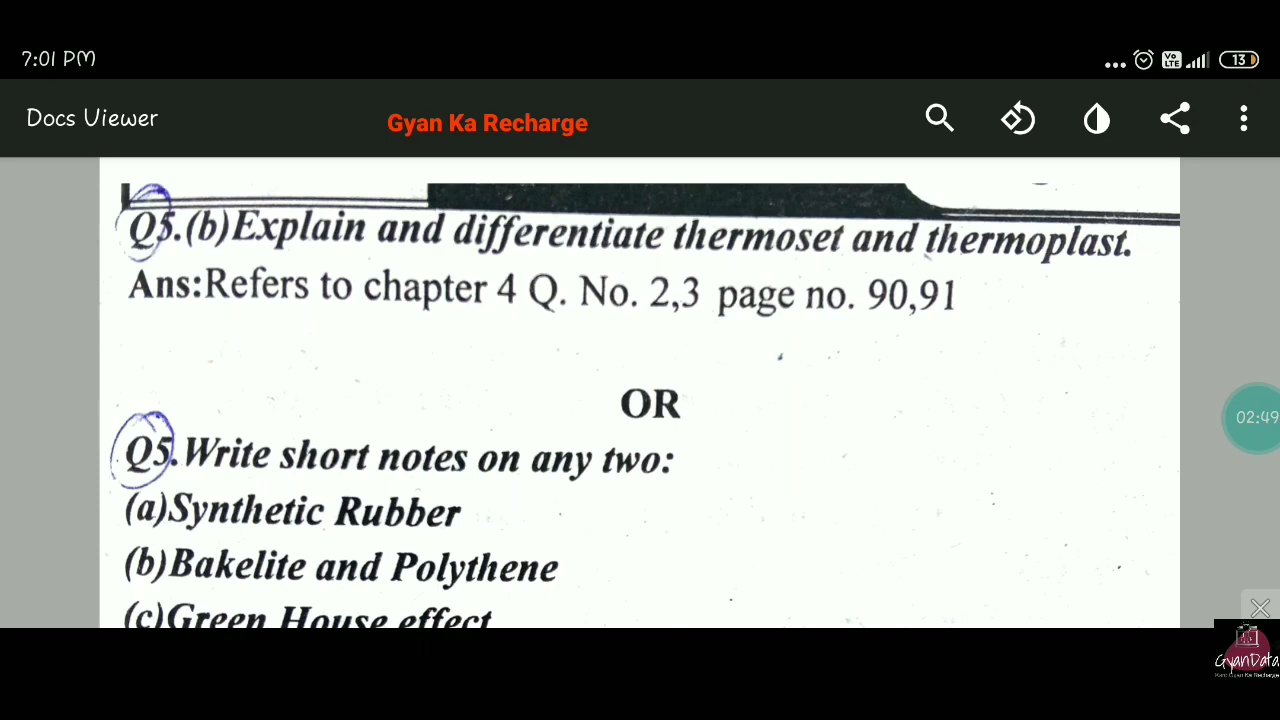 7:01 PM
13
Docs Viewer
Gyan Ka Recharge
Q5.(b)Explain and differentiate thermoset and thermoplast.
Ans:Refers to chapter 4 Q. No. 2,3 page no. 90,91
OR
Q5.Write short notes on any two:
(a)Synthetic Rubber
(b)Bakelite and Polythene
(c)Green House effect
02:49
GyanData